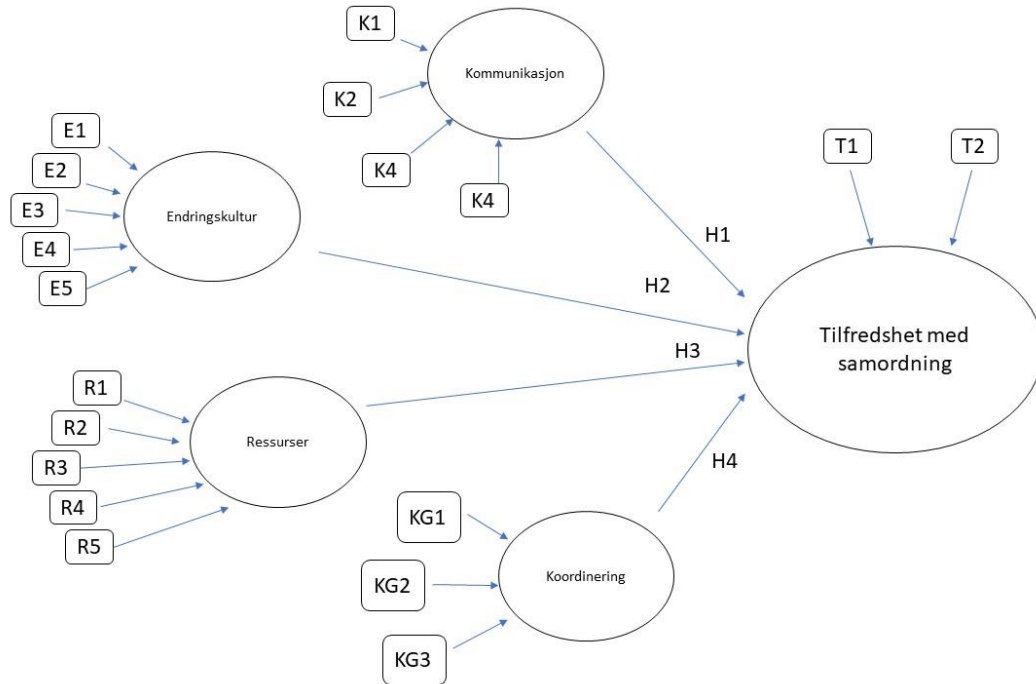 K1
K2
K4
K4
Kommunikasjon
E1
E2
E3
E4
E5
Endringskultur
T1
T2
H1
H2
H3
H4
Tilfredshet med
samordning
R1
R2
R3
R4
R5
Ressurser
KG1
KG2
KG3
Koordinering